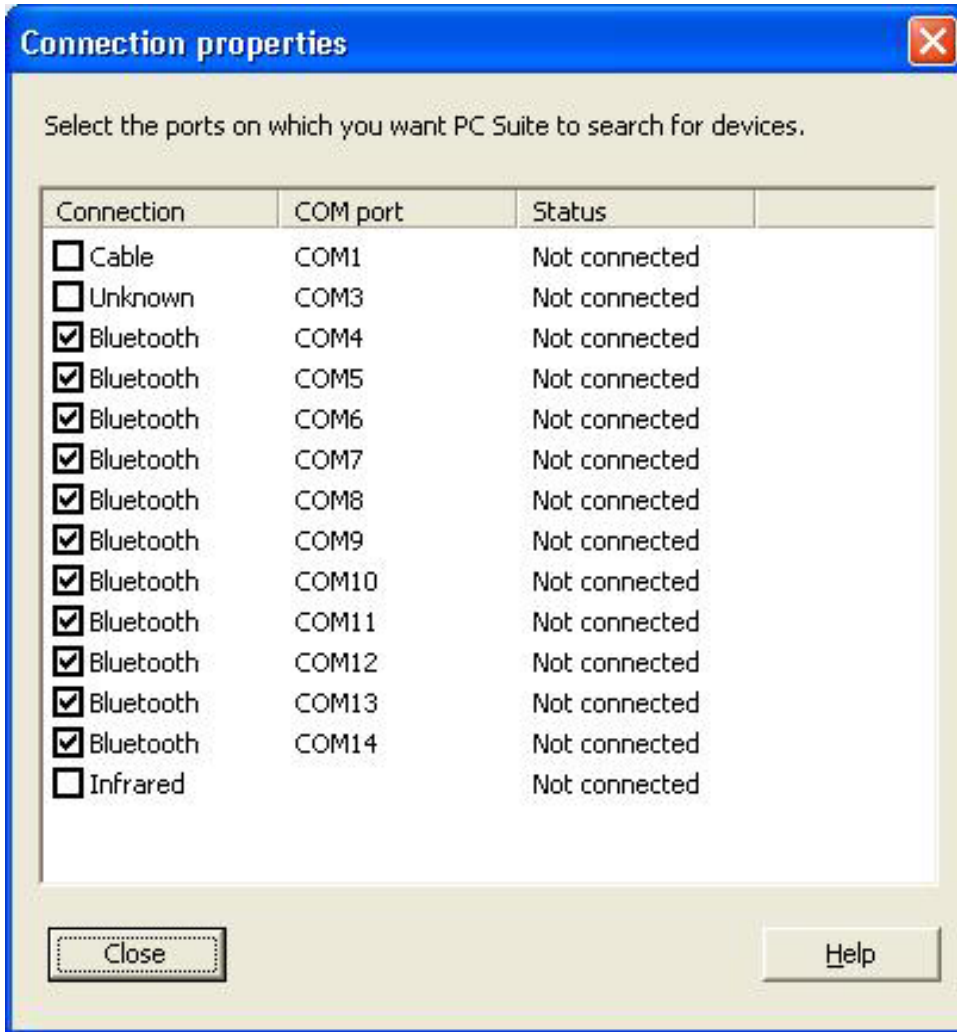 Connection properties
Select the ports on which you want PC Suite to search for devices.
Connection COM port Status
Cable COM1 Not connected
Unknown COM3 Not connected
Bluetooth COM4 Not connected
Bluetooth COM5 Not connected
Bluetooth COM6 Not connected
Bluetooth COM7 Not connected
Bluetooth COM8 Not connected
Bluetooth COM9 Not connected
Bluetooth COM10 Not connected
Bluetooth COM11 Not connected
Bluetooth COM12 Not connected
Bluetooth COM13 Not connected
Bluetooth COM14 Not connected
Infrared Not connected
Close Help